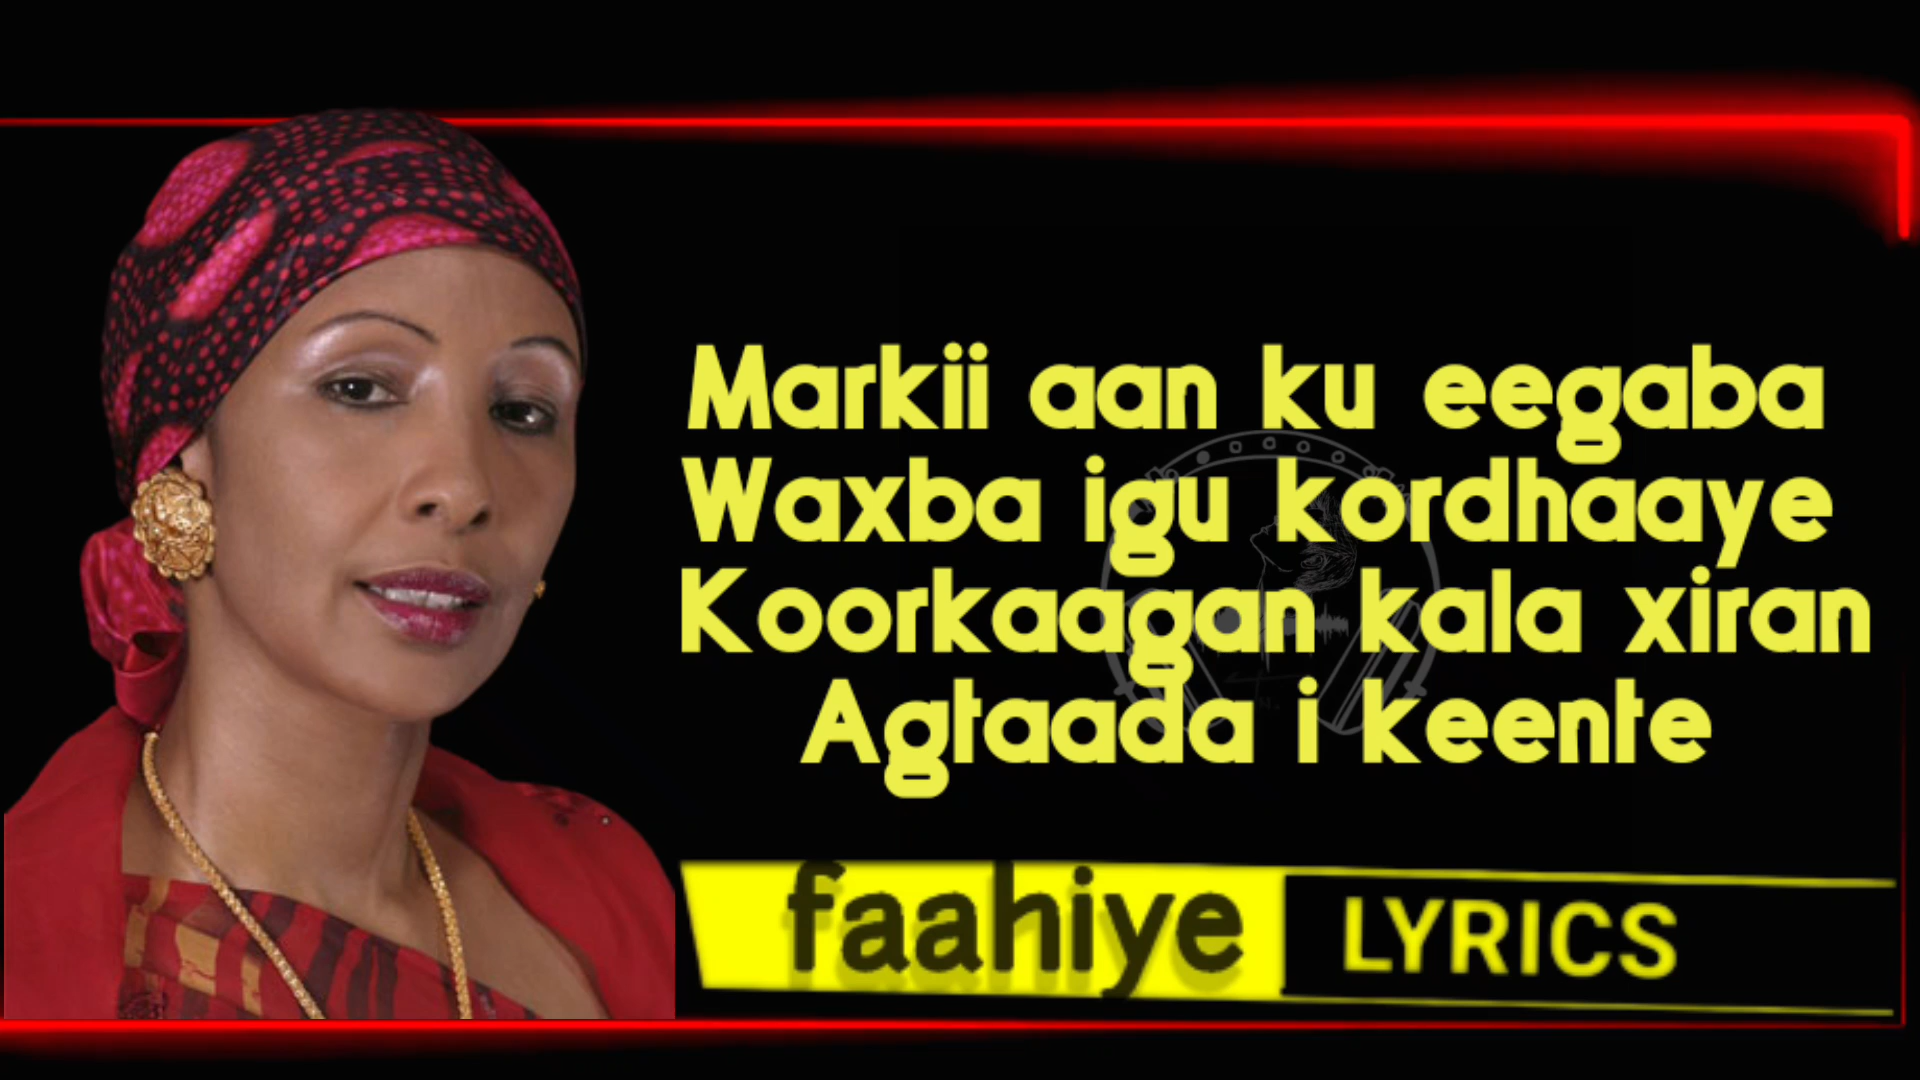 Markii aan ku eegaba
Waxba igu kordhaaye
Koorkaagan kala xiran
Agtaada i keente
faahiye LYRICS